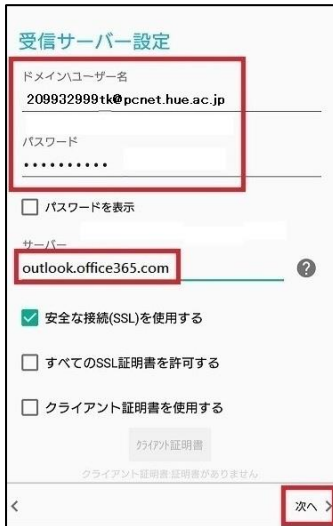 受信サーバー設定
ドメイン\ユーザー名
209932999tk@pcnet.hue.ac.jp
パスワード
••••••••••
パスワードを表示
サーバー
outlook.office365.com
?
安全な接続(SSL)を使用する
すべてのSSL証明書を許可する
クライアント証明書を使用する
クライアント証明書
クライアント証明書:証明書がありません
< 次へ >